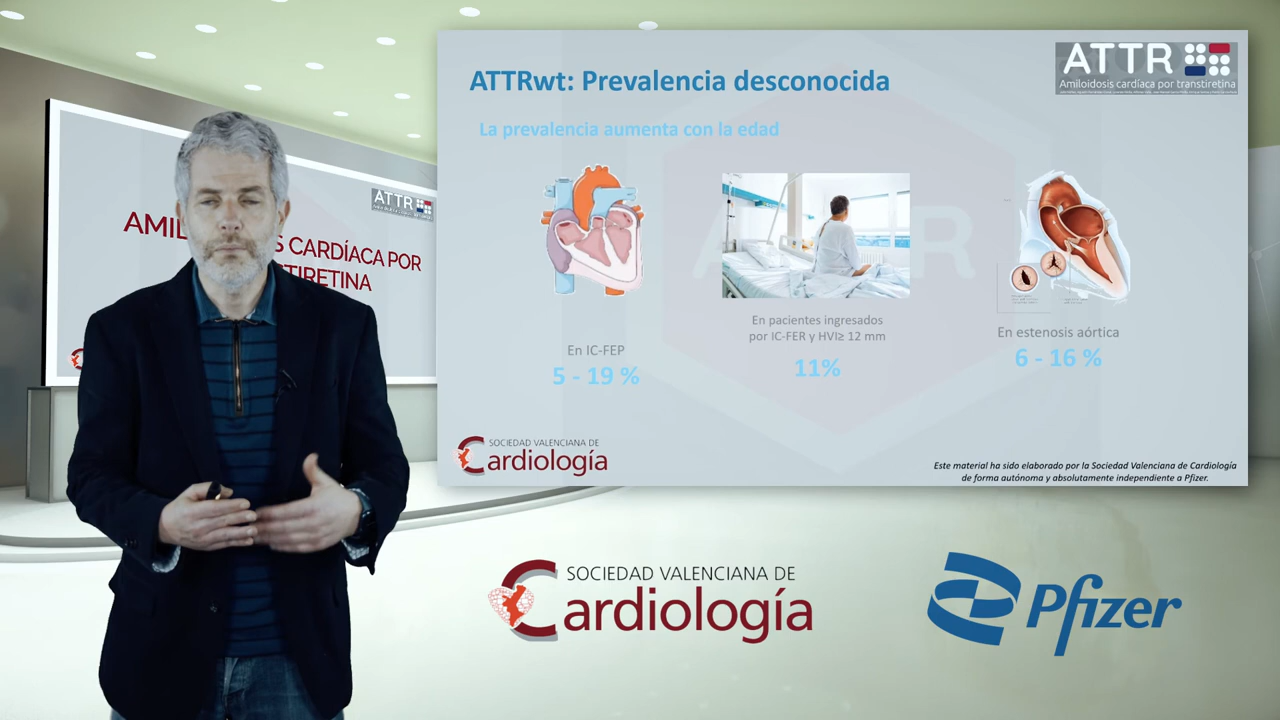 ATTRwt: Prevalencia desconocida
ATTR
Amiloidosis cardíaca por transtiretina
La prevalencia aumenta con la edad
En IC-FEP
5 - 19 %
En pacientes ingresados
por IC-FER y HVI≥ 12 mm
11%
En estenosis aórtica
6 - 16 %
SOCIEDAD VALENCIANA DE
Cardiología
Este material ha sido elaborado por la Sociedad Valenciana de Cardiología
de forma autónoma y absolutamente independiente a Pfizer.
ATTR
AMIL S CARDÍACA POR
TIRETINA
SOCIEDAD VALENCIANA DE
Cardiología
Pfizer